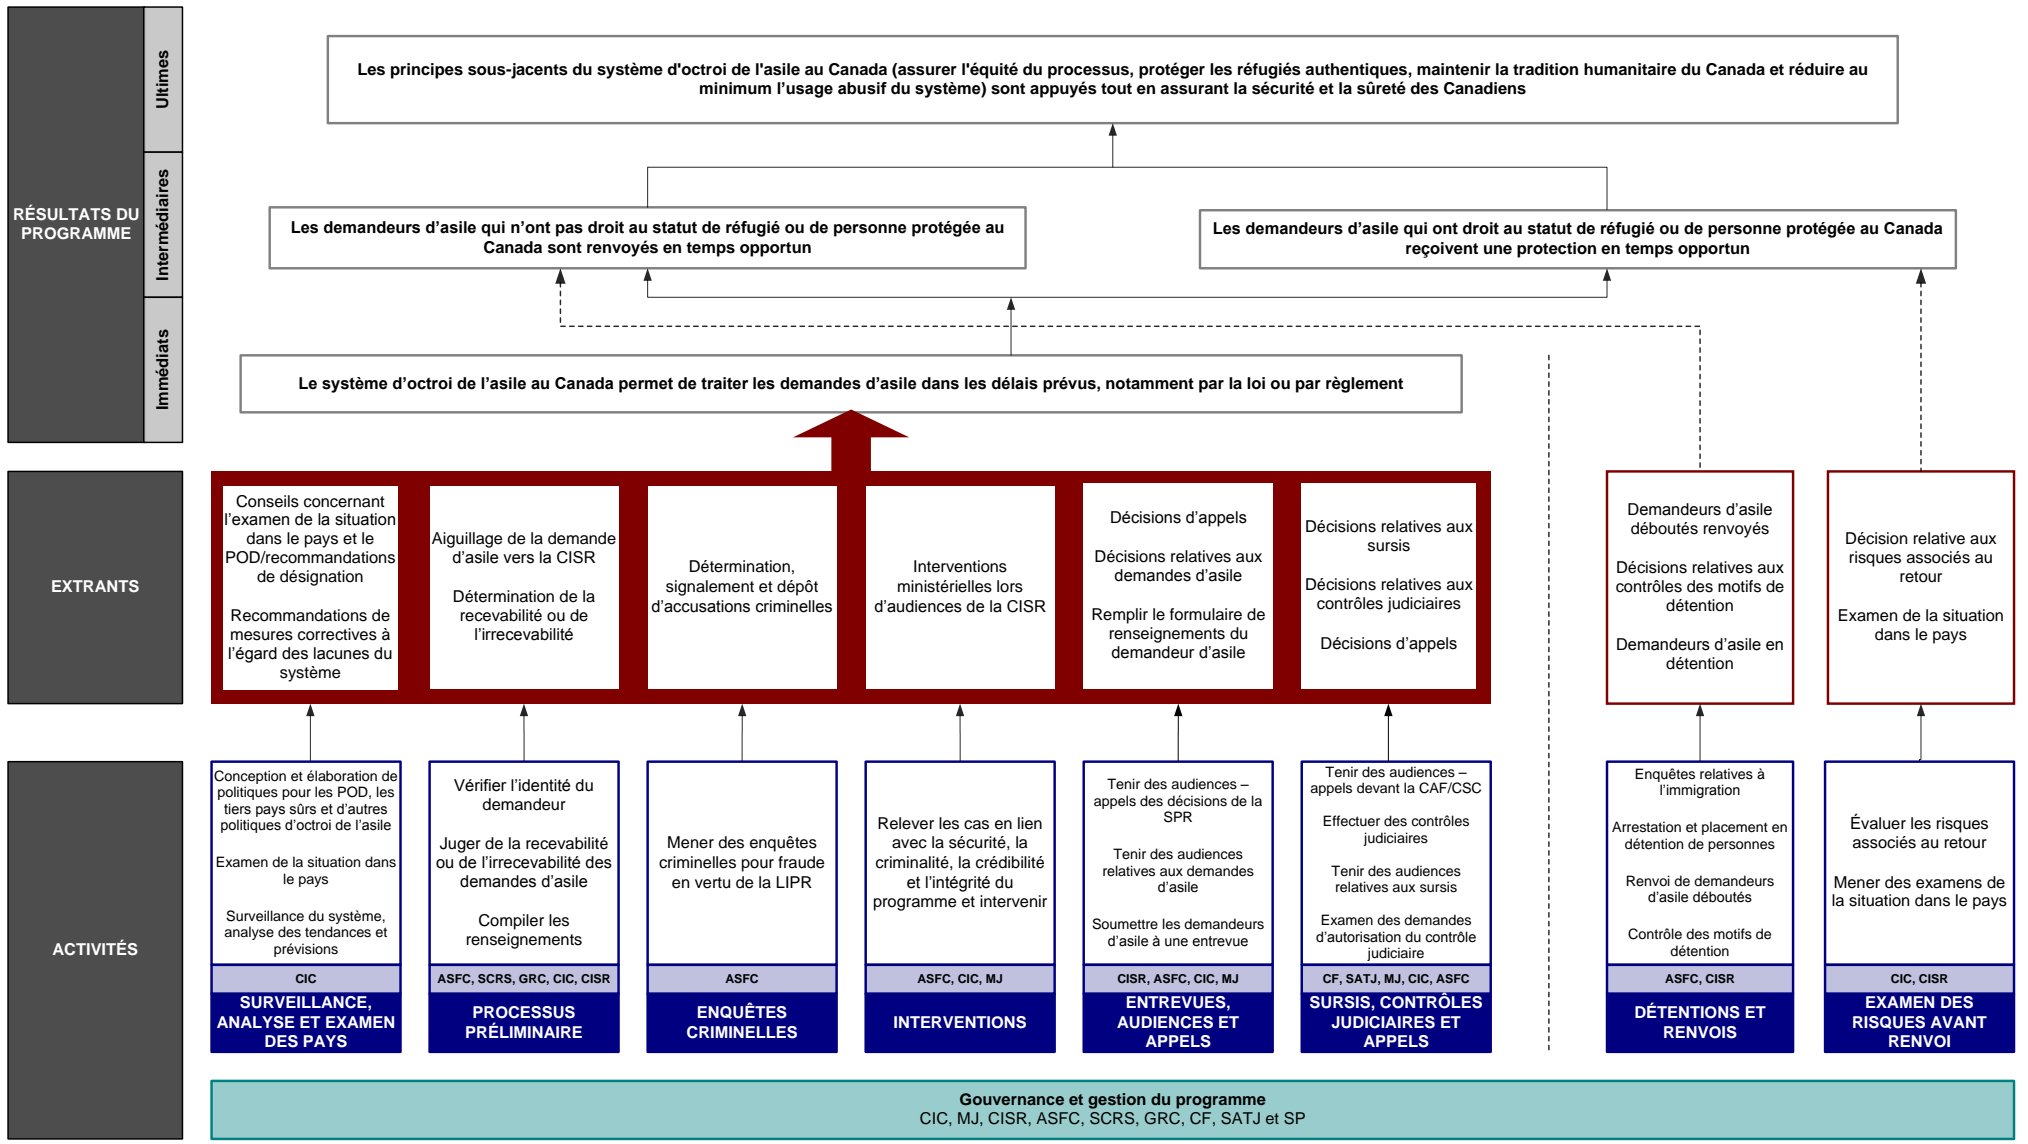 Ultimes
Les principes sous-jacents du système d'octroi de l'asile au Canada (assurer l'équité du processus, protéger les réfugiés authentiques, maintenir la tradition humanitaire du Canada et réduire au
minimum l'usage abusif du système) sont appuyés tout en assurant la sécurité et la sûreté des Canadiens
RÉSULTATS DU
PROGRAMME
Intermédiaires
Les demandeurs d'asile qui n'ont pas droit au statut de réfugié ou de personne protégée au
Canada sont renvoyés en temps opportun
Les demandeurs d'asile qui ont droit au statut de réfugié ou de personne protégée au Canada
reçoivent une protection en temps opportun
Immédiats
Le système d'octroi de l'asile au Canada permet de traiter les demandes d'asile dans les délais prévus, notamment par la loi ou par règlement
EXTRANTS
Conseils concernant
l'examen de la situation
dans le pays et le
POD/recommandations
de désignation
Recommandations de
mesures correctives à
l'égard des lacunes du
système
Aiguillage de la demande
d'asile vers la CISR
Détermination de la
recevabilité ou de
l'irrecevabilité
Détermination,
signalement et dépôt
d'accusations criminelles
Interventions
ministérielles lors
d'audiences de la CISR
Décisions d'appels
Décisions relatives aux
demandes d'asile
Remplir le formulaire de
renseignements du
demandeur d'asile
Décisions relatives aux
sursis
Décisions relatives aux
contrôles judiciaires
Décisions d'appels
Demandeurs d'asile
déboutés renvoyés
Décisions relatives aux
contrôles des motifs de
détention
Demandeurs d'asile en
détention
Décision relative aux
risques associés au
retour
Examen de la situation
dans le pays
ACTIVITÉS
Conception et élaboration de
politiques pour les POD, les
tiers pays sûrs et d'autres
politiques d'octroi de l'asile
Examen de la situation dans
le pays
Surveillance du système,
analyse des tendances et
prévisions
CIC
SURVEILLANCE,
ANALYSE ET EXAMEN
DES PAYS
Vérifier l'identité du
demandeur
Juger de la recevabilité
ou de l'irrecevabilité des
demandes d'asile
Compiler les
renseignements
ASFC, SCRS, GRC, CIC, CISR
PROCESSUS
PRÉLIMINAIRE
Mener des enquêtes
criminelles pour fraude
en vertu de la LIPR
ASFC
ENQUÊTES
CRIMINELLES
Relever les cas en lien
avec la sécurité, la
criminalité, la crédibilité
et l'intégrité du
programme et intervenir
ASFC, CIC, MJ
INTERVENTIONS
Tenir des audiences –
appels des décisions de la
SPR
Tenir des audiences
relatives aux demandes
d'asile
Soumettre les demandeurs
d'asile à une entrevue
CISR, ASFC, CIC, MJ
ENTREVUES,
AUDIENCES ET
APPELS
Tenir des audiences –
appels devant la CAF/CSC
Effectuer des contrôles
judiciaires
Tenir des audiences
relatives aux sursis
Examen des demandes
d'autorisation du contrôle
judiciaire
CF, SATJ, MJ, CIC, ASFC
SURSIS, CONTRÔLES
JUDICIAIRES ET
APPELS
Enquêtes relatives à
l'immigration
Arrestation et placement en
détention de personnes
Renvoi de demandeurs
d'asile déboutés
Contrôle des motifs de
détention
ASFC, CISR
DÉTENTIONS ET
RENVOIS
Évaluer les risques
associés au retour
Mener des examens de
la situation dans le pays
CIC, CISR
EXAMEN DES
RISQUES AVANT
RENVOI
Gouvernance et gestion du programme
CIC, MJ, CISR, ASFC, SCRS, GRC, CF, SATJ et SP